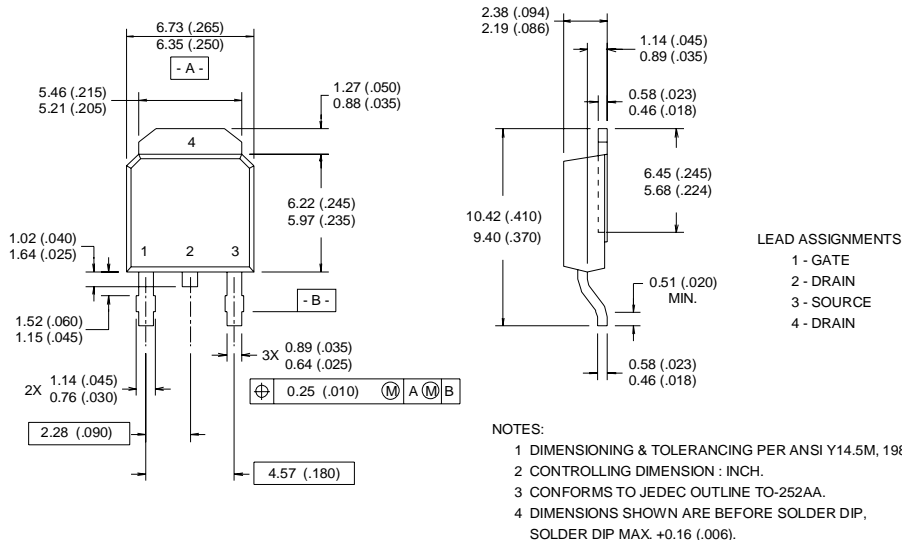 6.73 (.265)
6.35 (.250)
- A -
5.46 (.215)
5.21 (.205)
1.27 (.050)
0.88 (.035)
4
6.22 (.245)
5.97 (.235)
1.02 (.040)
1.64 (.025)
1 2 3
- B -
1.52 (.060)
1.15 (.045)
3X 0.89 (.035)
0.64 (.025)
2X 1.14 (.045)
0.76 (.030)
⌖ 0.25 (.010) Ⓜ A Ⓜ B
2.28 (.090)
4.57 (.180)
2.38 (.094)
2.19 (.086)
1.14 (.045)
0.89 (.035)
0.58 (.023)
0.46 (.018)
6.45 (.245)
5.68 (.224)
10.42 (.410)
9.40 (.370)
0.51 (.020)
MIN.
0.58 (.023)
0.46 (.018)
LEAD ASSIGNMENTS
1 - GATE
2 - DRAIN
3 - SOURCE
4 - DRAIN
NOTES:
1 DIMENSIONING & TOLERANCING PER ANSI Y14.5M, 198
2 CONTROLLING DIMENSION : INCH.
3 CONFORMS TO JEDEC OUTLINE TO-252AA.
4 DIMENSIONS SHOWN ARE BEFORE SOLDER DIP,
SOLDER DIP MAX. +0.16 (.006).